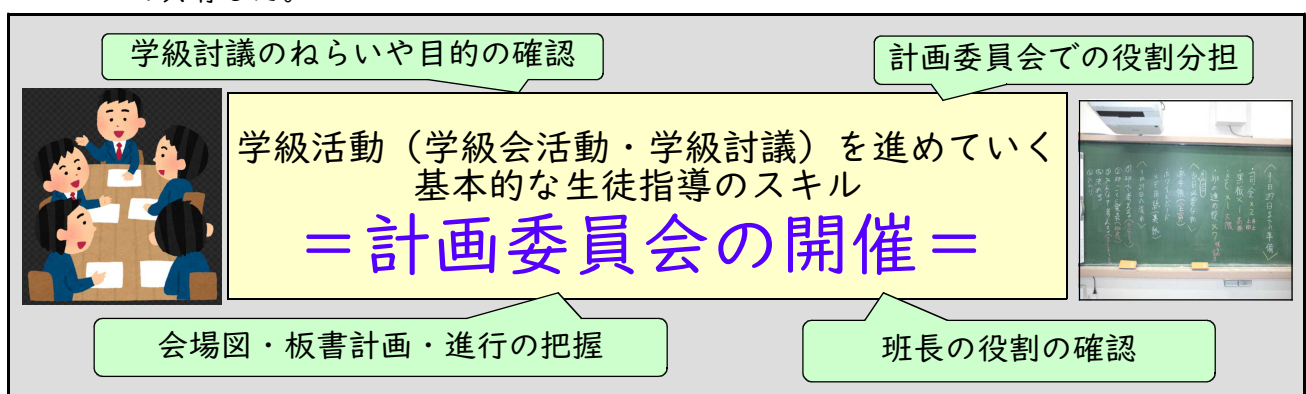 学級討議のねらいや目的の確認
計画委員会での役割分担
学級活動（学級会活動・学級討議）を進めていく
基本的な生徒指導のスキル
＝計画委員会の開催＝
会場図・板書計画・進行の把握
班長の役割の確認